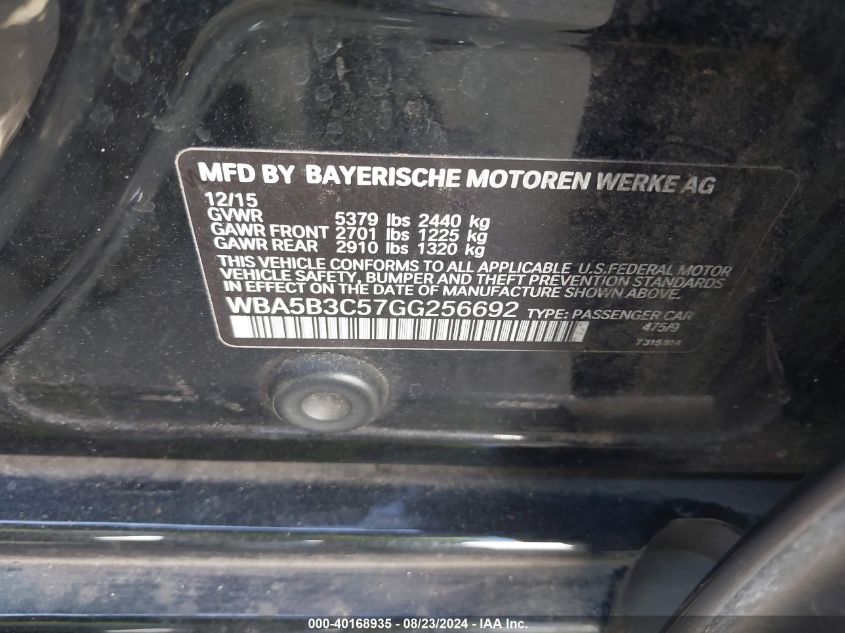 MFD BY BAYERISCHE MOTOREN WERKE AG
12/15
GVWR 5379 lbs 2440 kg
GAWR FRONT 2701 lbs 1225 kg
GAWR REAR 2910 lbs 1320 kg
THIS VEHICLE CONFORMS TO ALL APPLICABLE U.S.FEDERAL MOTOR
VEHICLE SAFETY, BUMPER AND THEFT PREVENTION STANDARDS
IN EFFECT ON THE DATE OF MANUFACTURE SHOWN ABOVE.
WBA5B3C57GG256692 TYPE: PASSENGER CAR
475/9
7 315 814
000-40168935 - 08/23/2024 - IAA Inc.